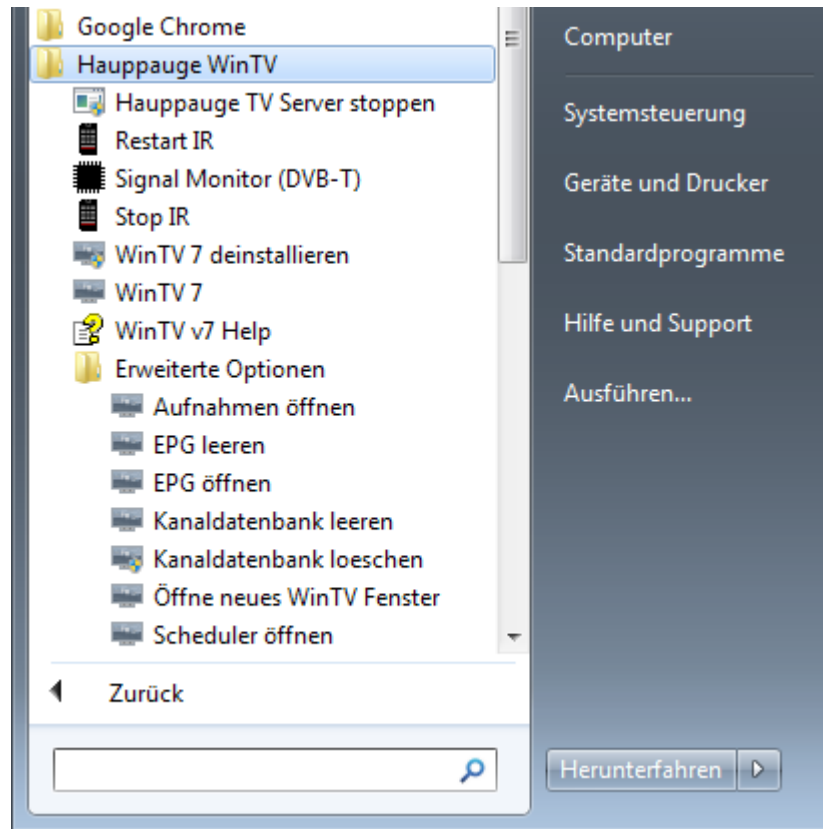 Google Chrome
Hauppauge WinTV
Hauppauge TV Server stoppen
Restart IR
Signal Monitor (DVB-T)
Stop IR
WinTV 7 deinstallieren
WinTV 7
WinTV v7 Help
Erweiterte Optionen
Aufnahmen öffnen
EPG leeren
EPG öffnen
Kanaldatenbank leeren
Kanaldatenbank loeschen
Öffne neues WinTV Fenster
Scheduler öffnen
Zurück
Computer
Systemsteuerung
Geräte und Drucker
Standardprogramme
Hilfe und Support
Ausführen...
Herunterfahren